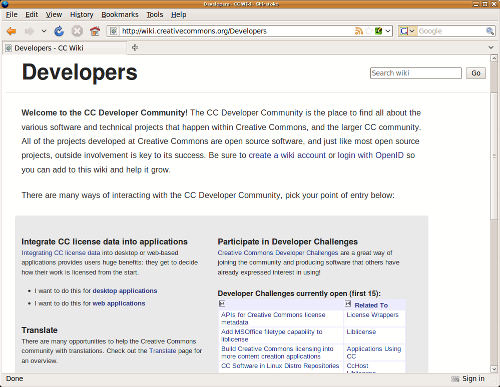 Developers - CC Wiki - Shiretoko
File Edit View History Bookmarks Tools Help
http://wiki.creativecommons.org/Developers
Google
Developers - CC Wiki
Developers
Search wiki
Go
Welcome to the CC Developer Community! The CC Developer Community is the place to find all about the
various software and technical projects that happen within Creative Commons, and the larger CC community.
All of the projects developed at Creative Commons are open source software, and just like most open source
projects, outside involvement is key to its success. Be sure to create a wiki account or login with OpenID so
you can add to this wiki and help it grow.
There are many ways of interacting with the CC Developer Community, pick your point of entry below:
Integrate CC license data into applications
Integrating CC license data into desktop or web-based
applications provides users huge benefits: they get to decide
how their work is licensed from the start.
I want to do this for desktop applications
I want to do this for web applications
Translate
There are many opportunities to help the Creative Commons
community with translations. Check out the Translate page for
an overview.
Participate in Developer Challenges
Creative Commons Developer Challenges are a great way of
joining the community and producing software that others have
already expressed interest in using!
Developer Challenges currently open (first 15):
Related To
APIs for Creative Commons license
metadata
License Wrappers
Add MSOffice filetype capability to
liblicense
Liblicense
Build Creative Commons licensing into
more content creation applications
Applications Using
CC
CC Software in Linux Distro Repositories
CcHost
Done
Sign in